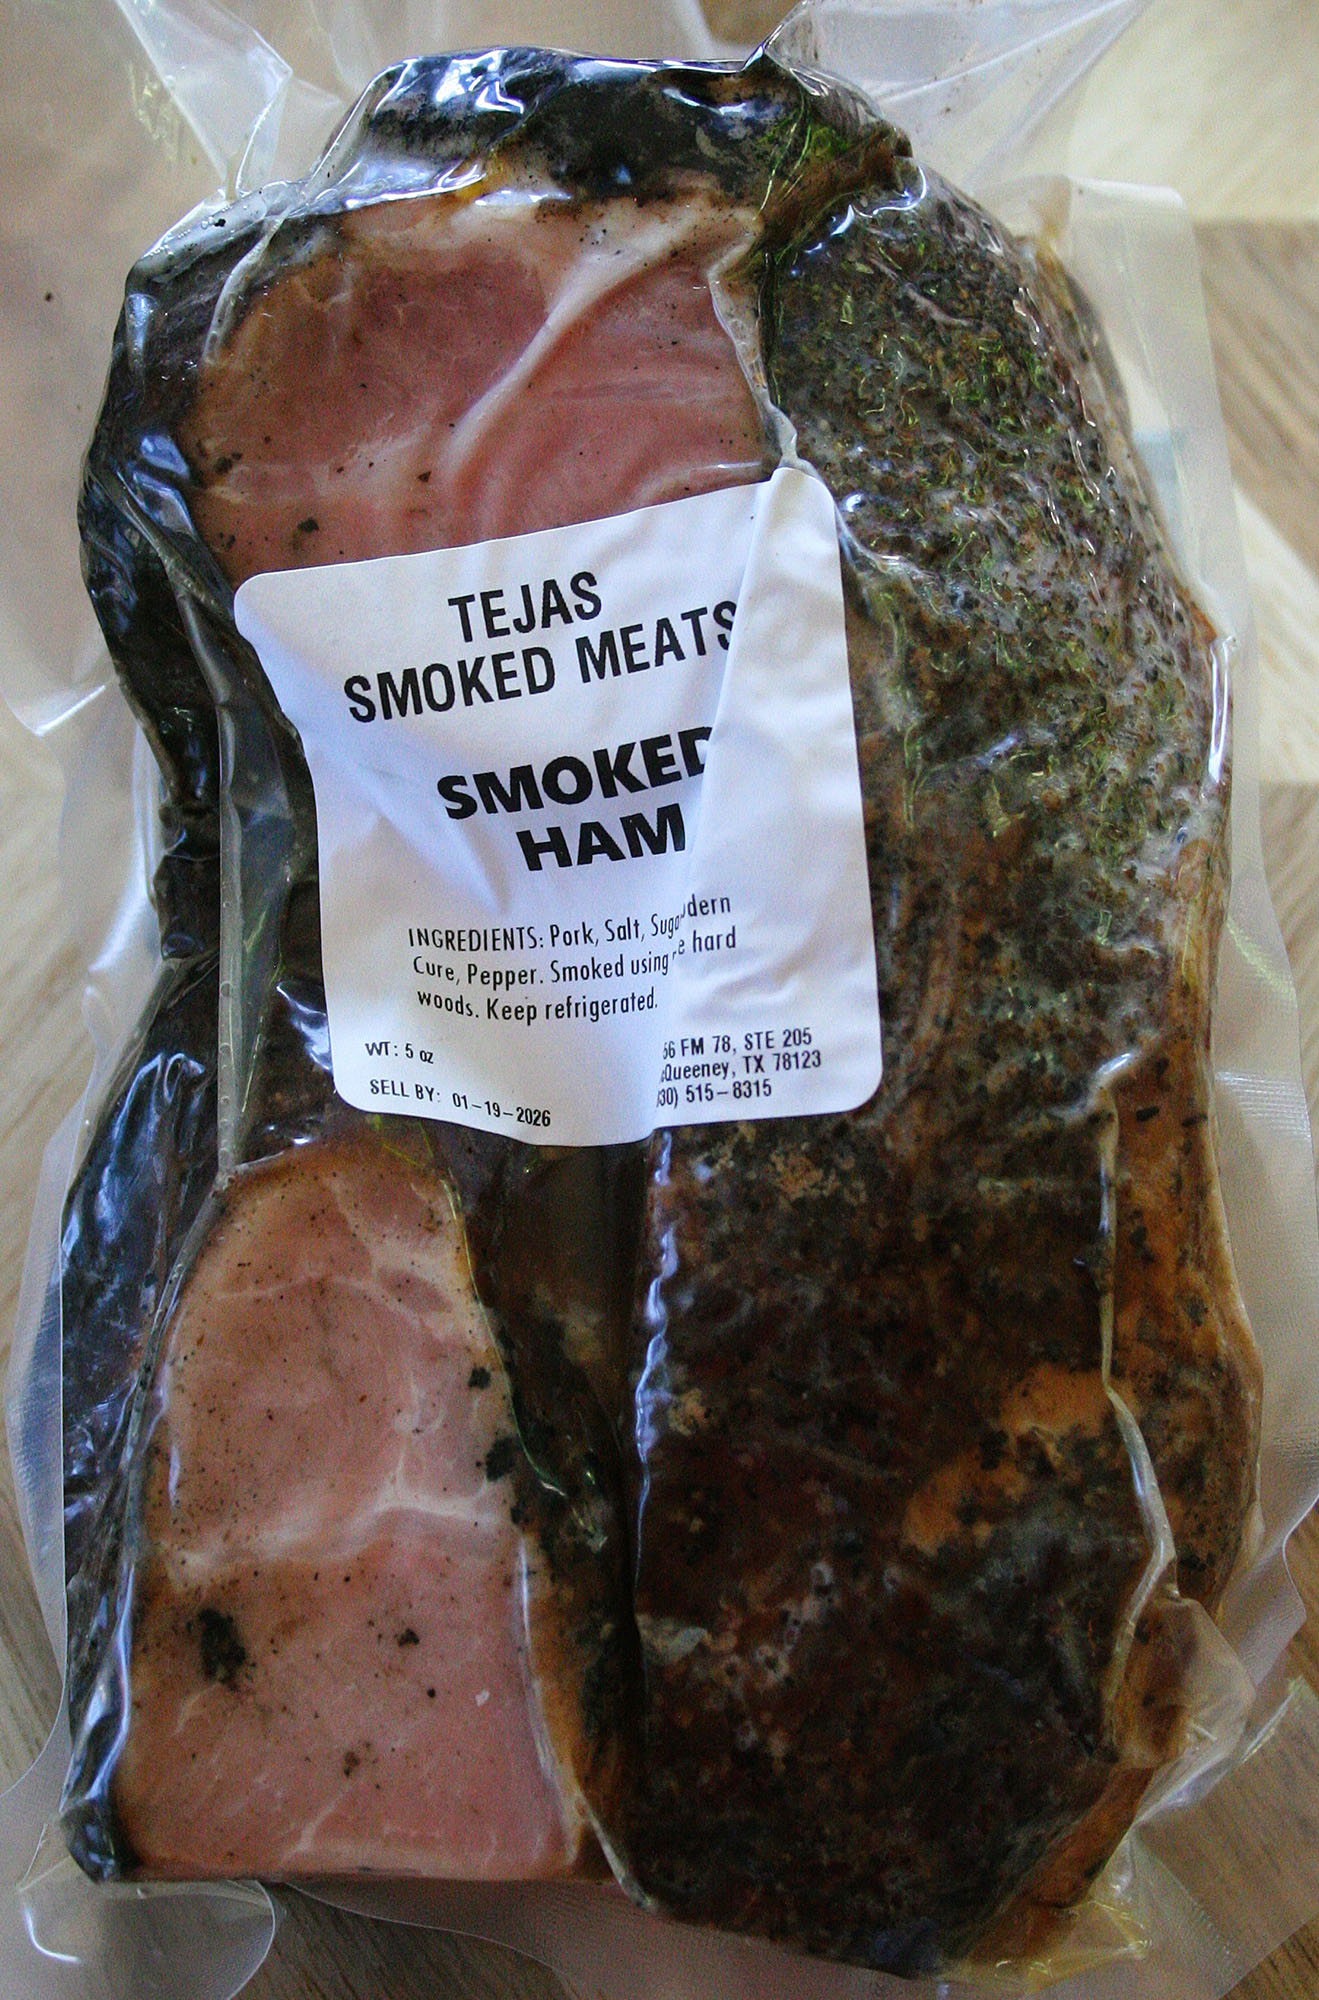 TEJAS
SMOKED MEATS
SMOKED
HAM
INGREDIENTS: Pork, Salt,
Cure, Pepper. Smoked using hard
woods. Keep refrigerated.
WT: 5 oz
SELL BY: 01-19-2026
FM 78, STE 205
TX 78123
515-8315